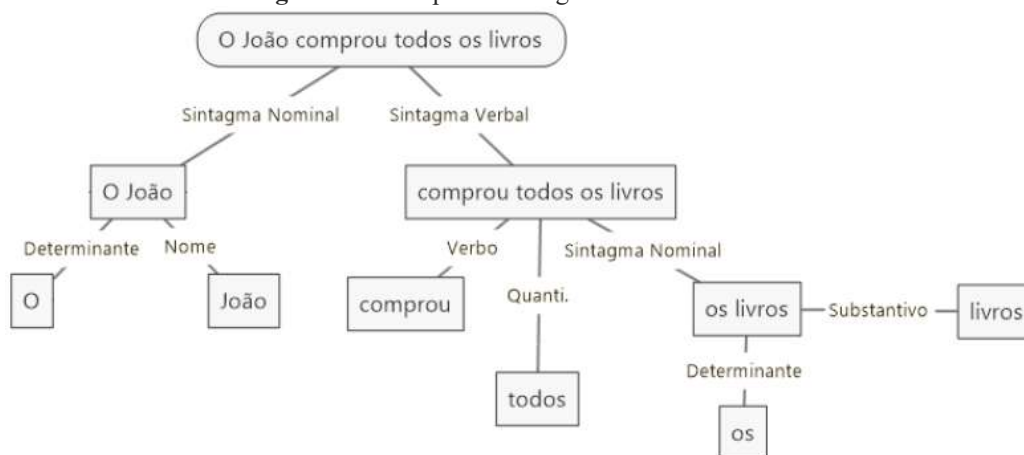 O João comprou todos os livros
Sintagma Nominal
Sintagma Verbal
O João
comprou todos os livros
Determinante
Nome
Verbo
Quanti.
Sintagma Nominal
O
João
comprou
os livros
Substantivo
livros
todos
Determinante
os